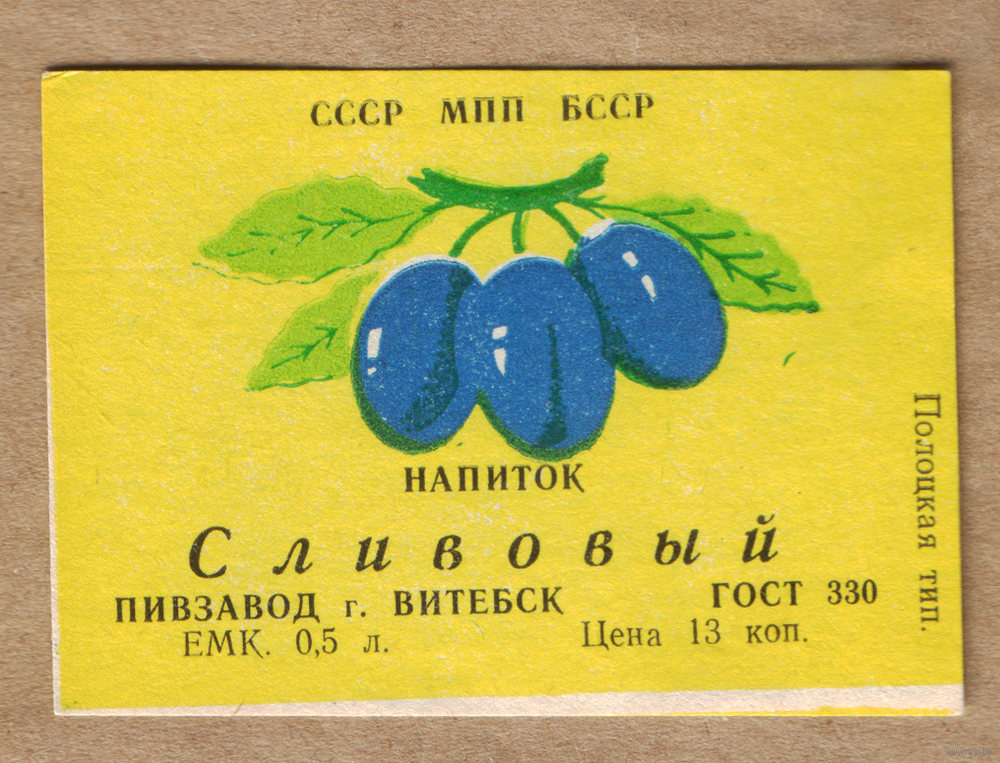 СССР МПП БССР
НАПИТОК
Сливовый
ПИВЗАВОД г. ВИТЕБСК ГОСТ 330
ЕМК. 0,5 л. Цена 13 коп.
Полоцкая тип.